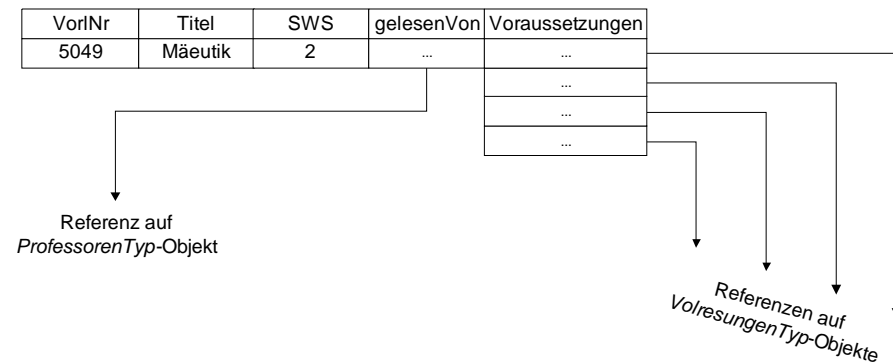 VorlNr Titel SWS gelesenVon Voraussetzungen
5049 Mäeutik 2 ... ...
...
...
...
Referenz auf
ProfessorenTyp-Objekt
Referenzen auf
VolresungenTyp-Objekte